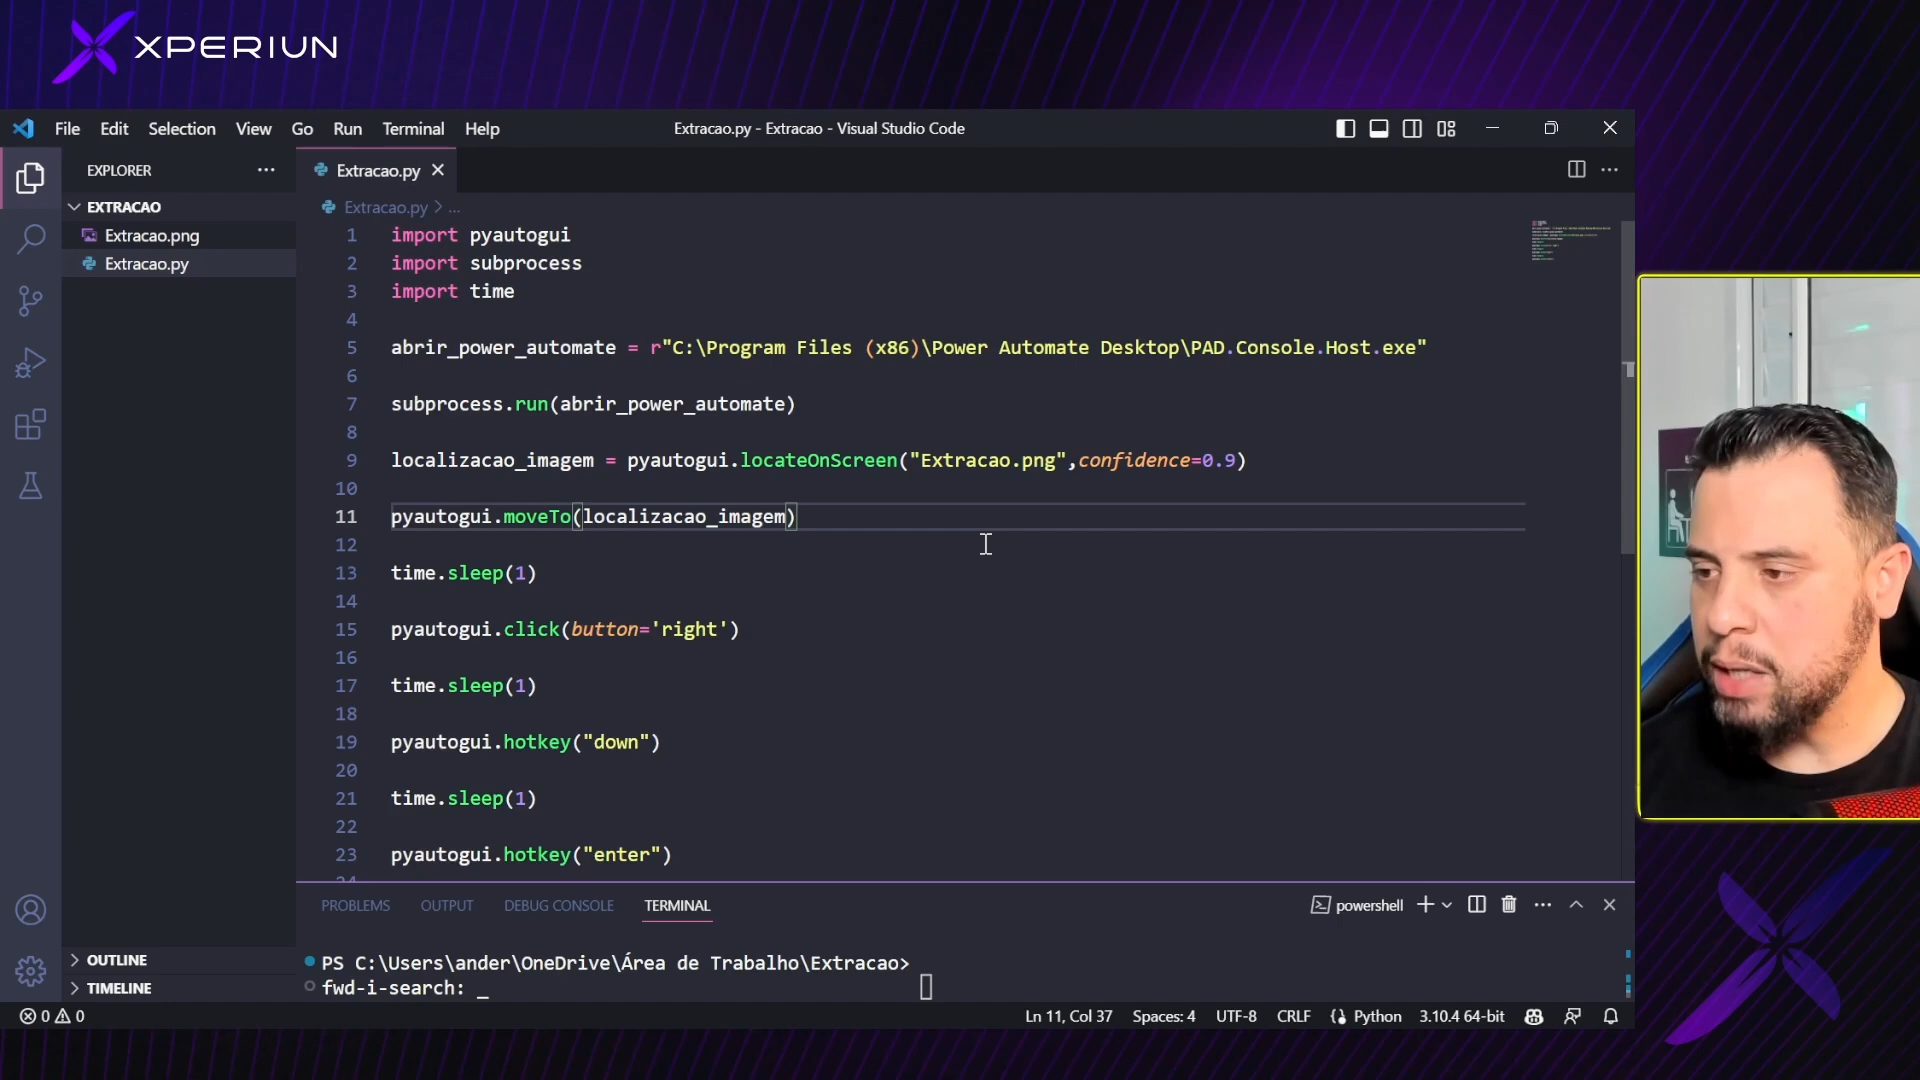 XPERIUN
File Edit Selection View Go Run Terminal Help
Extracao.py - Extracao - Visual Studio Code
EXPLORER
Extracao.py
EXTRACAO
Extracao.png
Extracao.py
Extracao.py > ...
1 import pyautogui
2 import subprocess
3 import time
4
5 abrir_power_automate = r"C:\Program Files (x86)\Power Automate Desktop\PAD.Console.Host.exe"
6
7 subprocess.run(abrir_power_automate)
8
9 localizacao_imagem = pyautogui.locateOnScreen("Extracao.png",confidence=0.9)
10
11 pyautogui.moveTo(localizacao_imagem)
12
13 time.sleep(1)
14
15 pyautogui.click(button='right')
16
17 time.sleep(1)
18
19 pyautogui.hotkey("down")
20
21 time.sleep(1)
22
23 pyautogui.hotkey("enter")
24
PROBLEMS OUTPUT DEBUG CONSOLE TERMINAL
powershell
PS C:\Users\ander\OneDrive\Área de Trabalho\Extracao>
fwd-i-search: _
OUTLINE
TIMELINE
0 0
Ln 11, Col 37 Spaces: 4 UTF-8 CRLF Python 3.10.4 64-bit